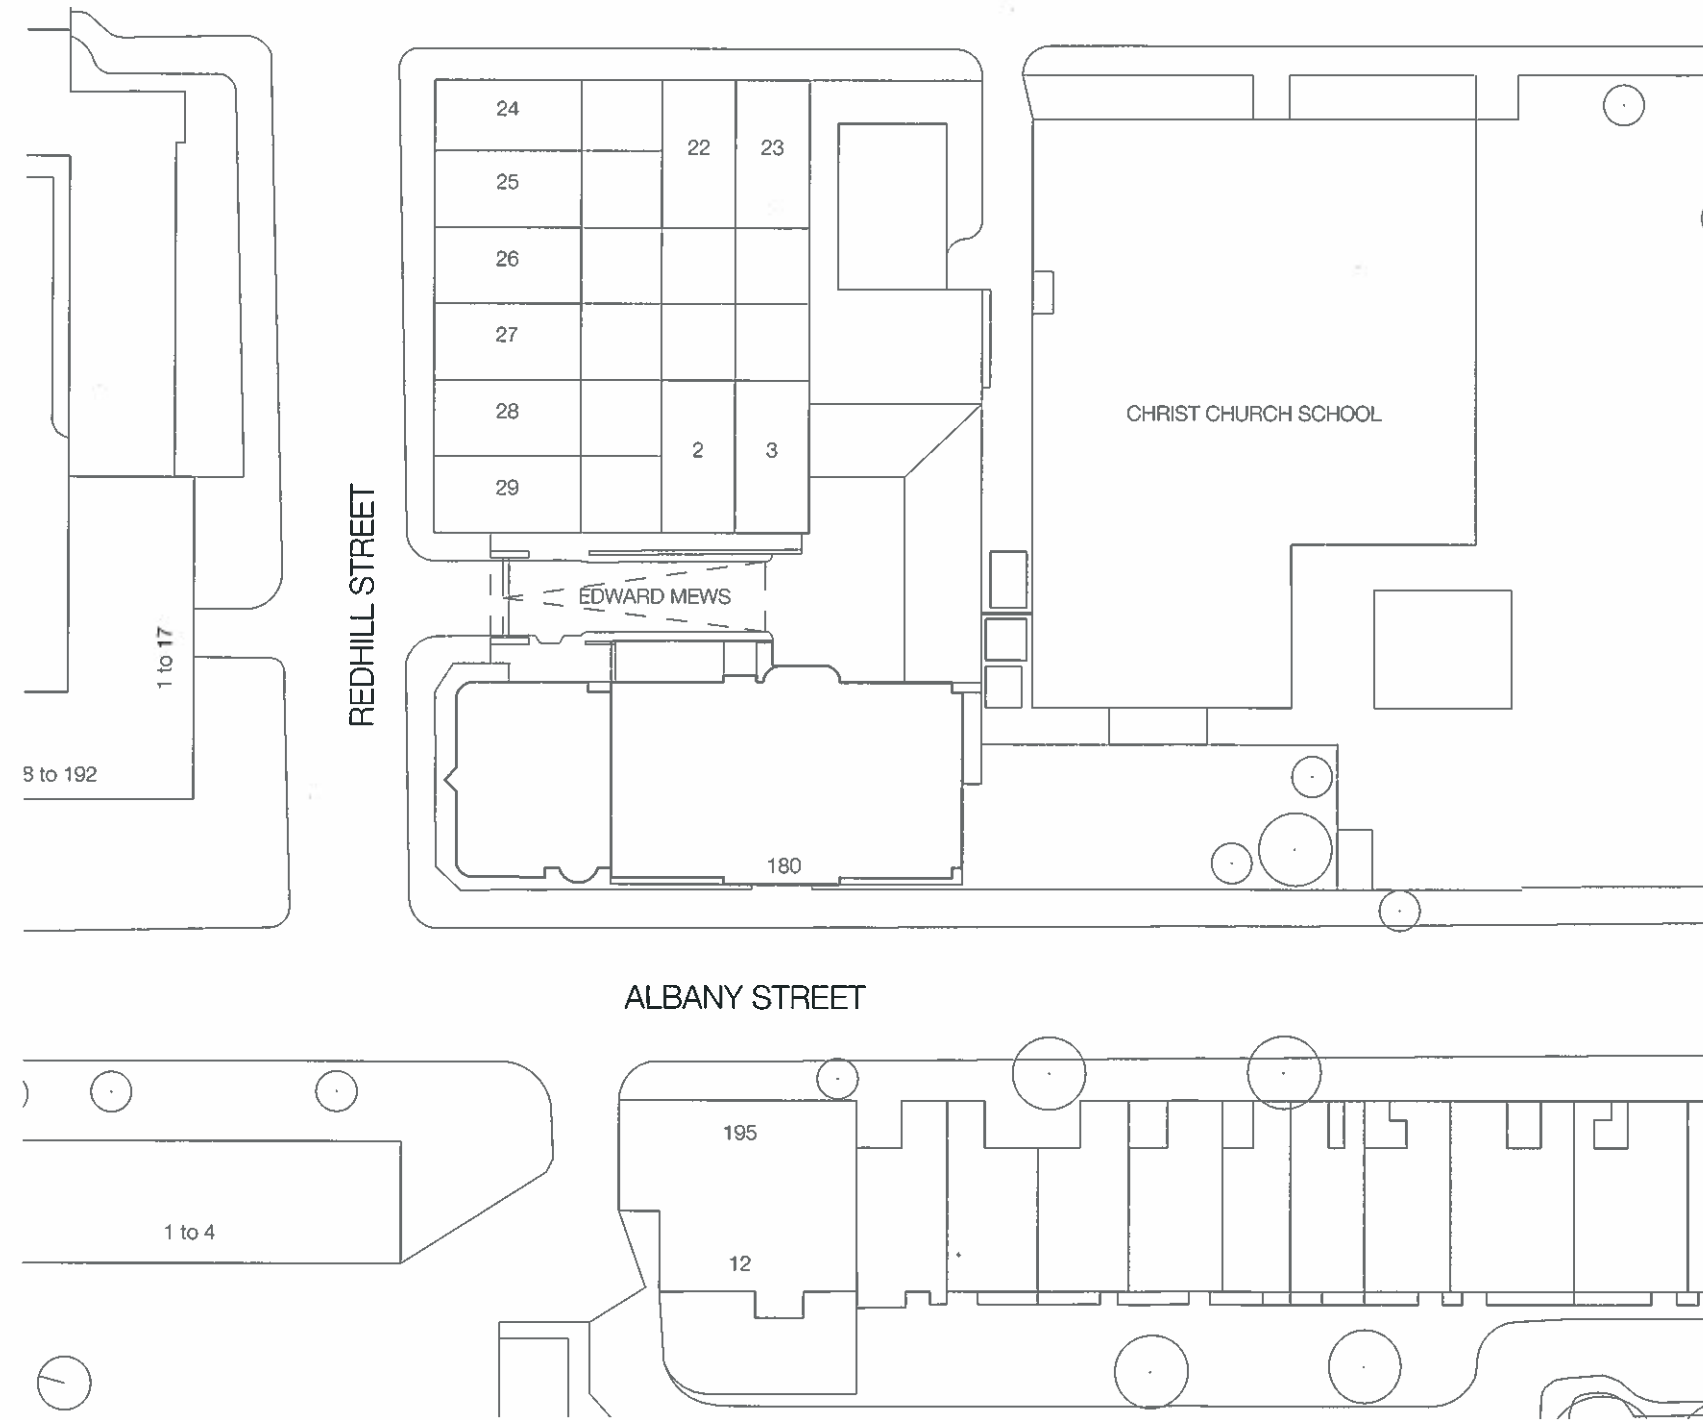 24
22
23
25
26
27
28
2
3
29
CHRIST CHURCH SCHOOL
REDHILL STREET
EDWARD MEWS
1 to 17
8 to 192
180
ALBANY STREET
195
1 to 4
12